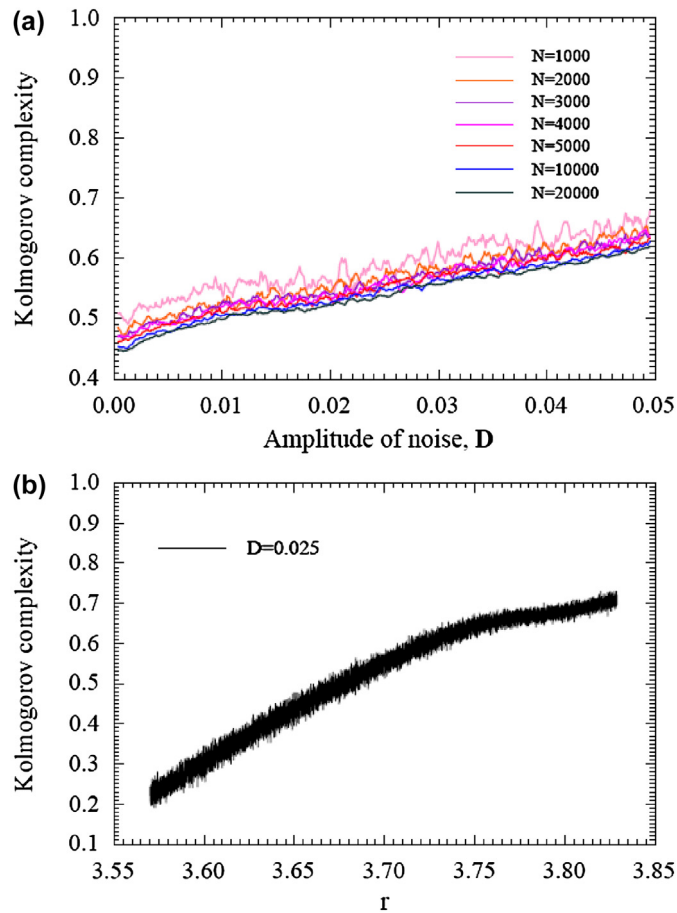 (a)
1.0
0.9
0.8
0.7
0.6
0.5
0.4
Kolmogorov complexity
N=1000
N=2000
N=3000
N=4000
N=5000
N=10000
N=20000
0.00 0.01 0.02 0.03 0.04 0.05
Amplitude of noise, D
(b)
1.0
0.9
0.8
0.7
0.6
0.5
0.4
0.3
0.2
0.1
Kolmogorov complexity
D=0.025
3.55 3.60 3.65 3.70 3.75 3.80 3.85
r